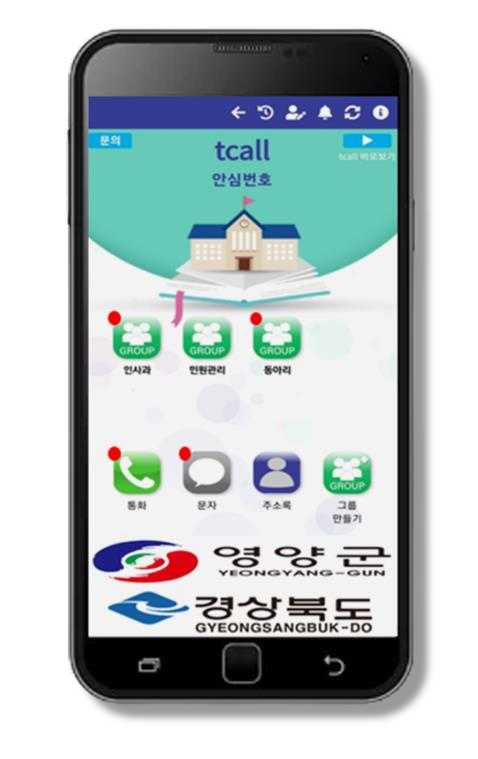 문의
tcall
tcall 바로보기
안심번호
GROUP GROUP GROUP
인사과 민원관리 동아리
GROUP
통화 문자 주소록 그룹
만들기
영양군
YEONGYANG-GUN
경상북도
GYEONGSANGBUK-DO